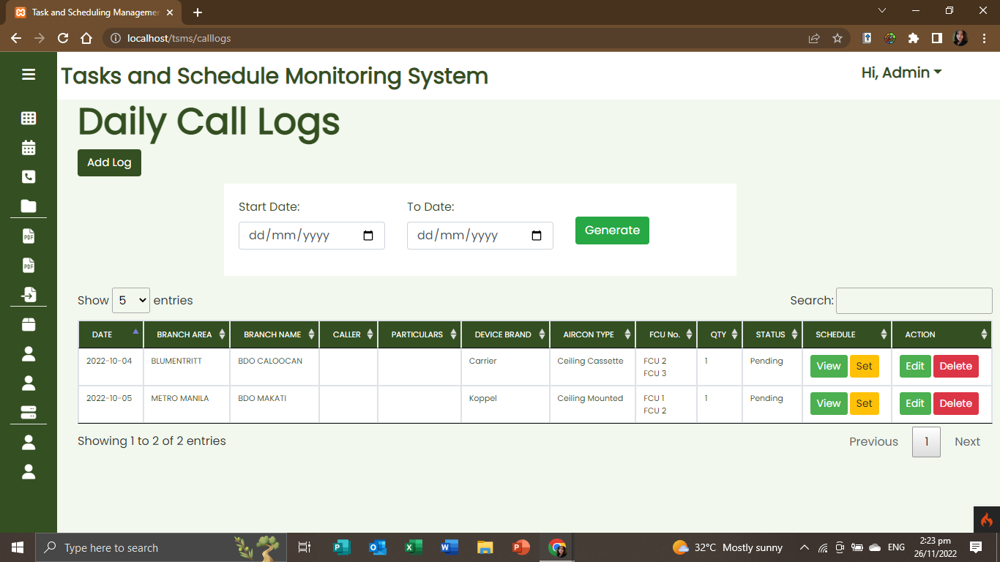 Task and Scheduling Managemer
localhost/tsms/calllogs
Tasks and Schedule Monitoring System
Hi, Admin
Daily Call Logs
Add Log
Start Date: To Date:
dd/mm/yyyy dd/mm/yyyy Generate
Show 5 entries Search:
DATE BRANCH AREA BRANCH NAME CALLER PARTICULARS DEVICE BRAND AIRCON TYPE FCU No. QTY STATUS SCHEDULE ACTION
2022-10-04 BLUMENTRITT BDO CALOOCAN Carrier Ceiling Cassette FCU 2 1 Pending View Set Edit Delete
FCU 3
2022-10-05 METRO MANILA BDO MAKATI Koppel Ceiling Mounted FCU 1 1 Pending View Set Edit Delete
FCU 2
Showing 1 to 2 of 2 entries Previous 1 Next
PDF
PDF
Type here to search
32°C Mostly sunny ENG 2:23 pm
26/11/2022